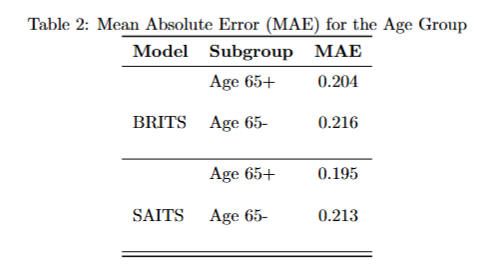 Table 2: Mean Absolute Error (MAE) for the Age Group
Model Subgroup MAE
Age 65+ 0.204
BRITS Age 65- 0.216
Age 65+ 0.195
SAITS Age 65- 0.213